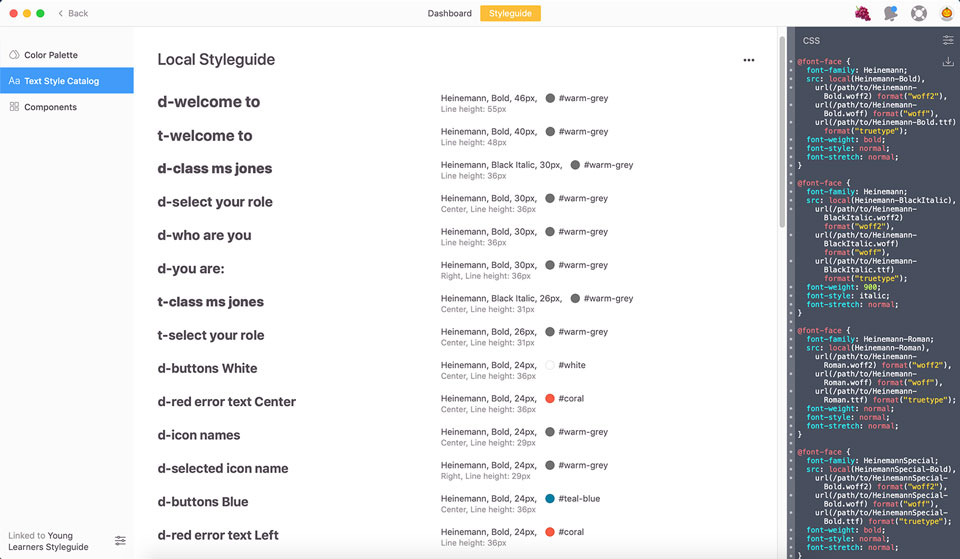 Back
Dashboard
Styleguide
Color Palette
Aa Text Style Catalog
Components
Linked to Young
Learners Styleguide
Local Styleguide
d-welcome to
Heinemann, Bold, 46px, #warm-grey
Line height: 55px
t-welcome to
Heinemann, Bold, 40px, #warm-grey
Line height: 48px
d-class ms jones
Heinemann, Black Italic, 30px, #warm-grey
Line height: 36px
d-select your role
Heinemann, Bold, 30px, #warm-grey
Center, Line height: 36px
d-who are you
Heinemann, Bold, 30px, #warm-grey
Line height: 36px
d-you are:
Heinemann, Bold, 30px, #warm-grey
Right, Line height: 36px
t-class ms jones
Heinemann, Black Italic, 26px, #warm-grey
Center, Line height: 31px
t-select your role
Heinemann, Bold, 26px, #warm-grey
Center, Line height: 31px
d-buttons White
Heinemann, Bold, 24px, #white
Center, Line height: 36px
d-red error text Center
Heinemann, Bold, 24px, #coral
Center, Line height: 36px
d-icon names
Heinemann, Bold, 24px, #warm-grey
Center, Line height: 29px
d-selected icon name
Heinemann, Bold, 24px, #warm-grey
Right, Line height: 29px
d-buttons Blue
Heinemann, Bold, 24px, #teal-blue
Center, Line height: 36px
d-red error text Left
Heinemann, Bold, 24px, #coral
Center, Line height: 36px
CSS
@font-face {
font-family: Heinemann;
src: local(Heinemann-Bold),
url(/path/to/Heinemann-
Bold.woff2) format("woff2"),
url(/path/to/Heinemann-
Bold.woff) format("woff"),
url(/path/to/Heinemann-Bold.ttf)
format("truetype");
font-weight: bold;
font-style: normal;
font-stretch: normal;
}
@font-face {
font-family: Heinemann;
src: local(Heinemann-BlackItalic),
url(/path/to/Heinemann-
BlackItalic.woff2)
format("woff2"),
url(/path/to/Heinemann-
BlackItalic.woff)
format("woff"),
url(/path/to/Heinemann-
BlackItalic.ttf)
format("truetype");
font-weight: 900;
font-style: italic;
font-stretch: normal;
}
@font-face {
font-family: Heinemann-Roman;
src: local(Heinemann-Roman),
url(/path/to/Heinemann-
Roman.woff2) format("woff2"),
url(/path/to/Heinemann-
Roman.woff) format("woff"),
url(/path/to/Heinemann-
Roman.ttf) format("truetype");
font-weight: normal;
font-style: normal;
font-stretch: normal;
}
@font-face {
font-family: HeinemannSpecial;
src: local(HeinemannSpecial-Bold),
url(/path/to/HeinemannSpecial-
Bold.woff2) format("woff2"),
url(/path/to/HeinemannSpecial-
Bold.woff) format("woff"),
url(/path/to/HeinemannSpecial-
Bold.ttf) format("truetype");
font-weight: bold;
font-style: normal;
font-stretch: normal;
}